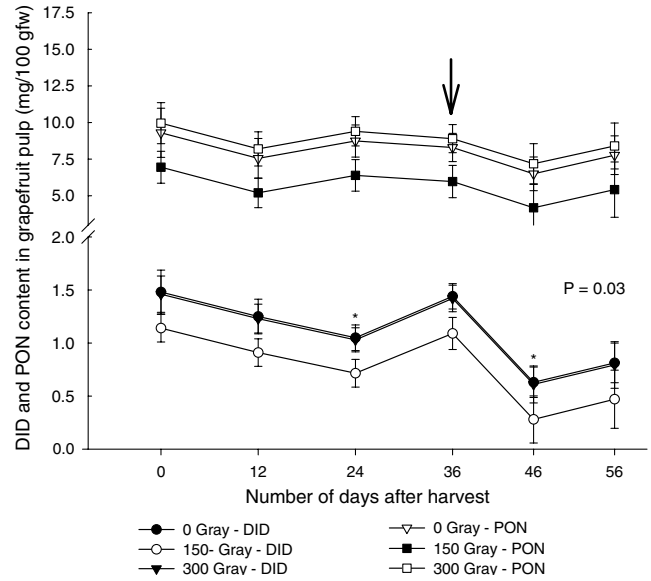 DID and PON content in grapefruit pulp (mg/100 gfw)
17.5
15.0
12.5
10.0
7.5
5.0
2.0
1.5
1.0
0.5
0.0
P = 0.03
*
*
0 12 24 36 46 56
Number of days after harvest
0 Gray - DID
150- Gray - DID
300 Gray - DID
0 Gray - PON
150 Gray - PON
300 Gray - PON